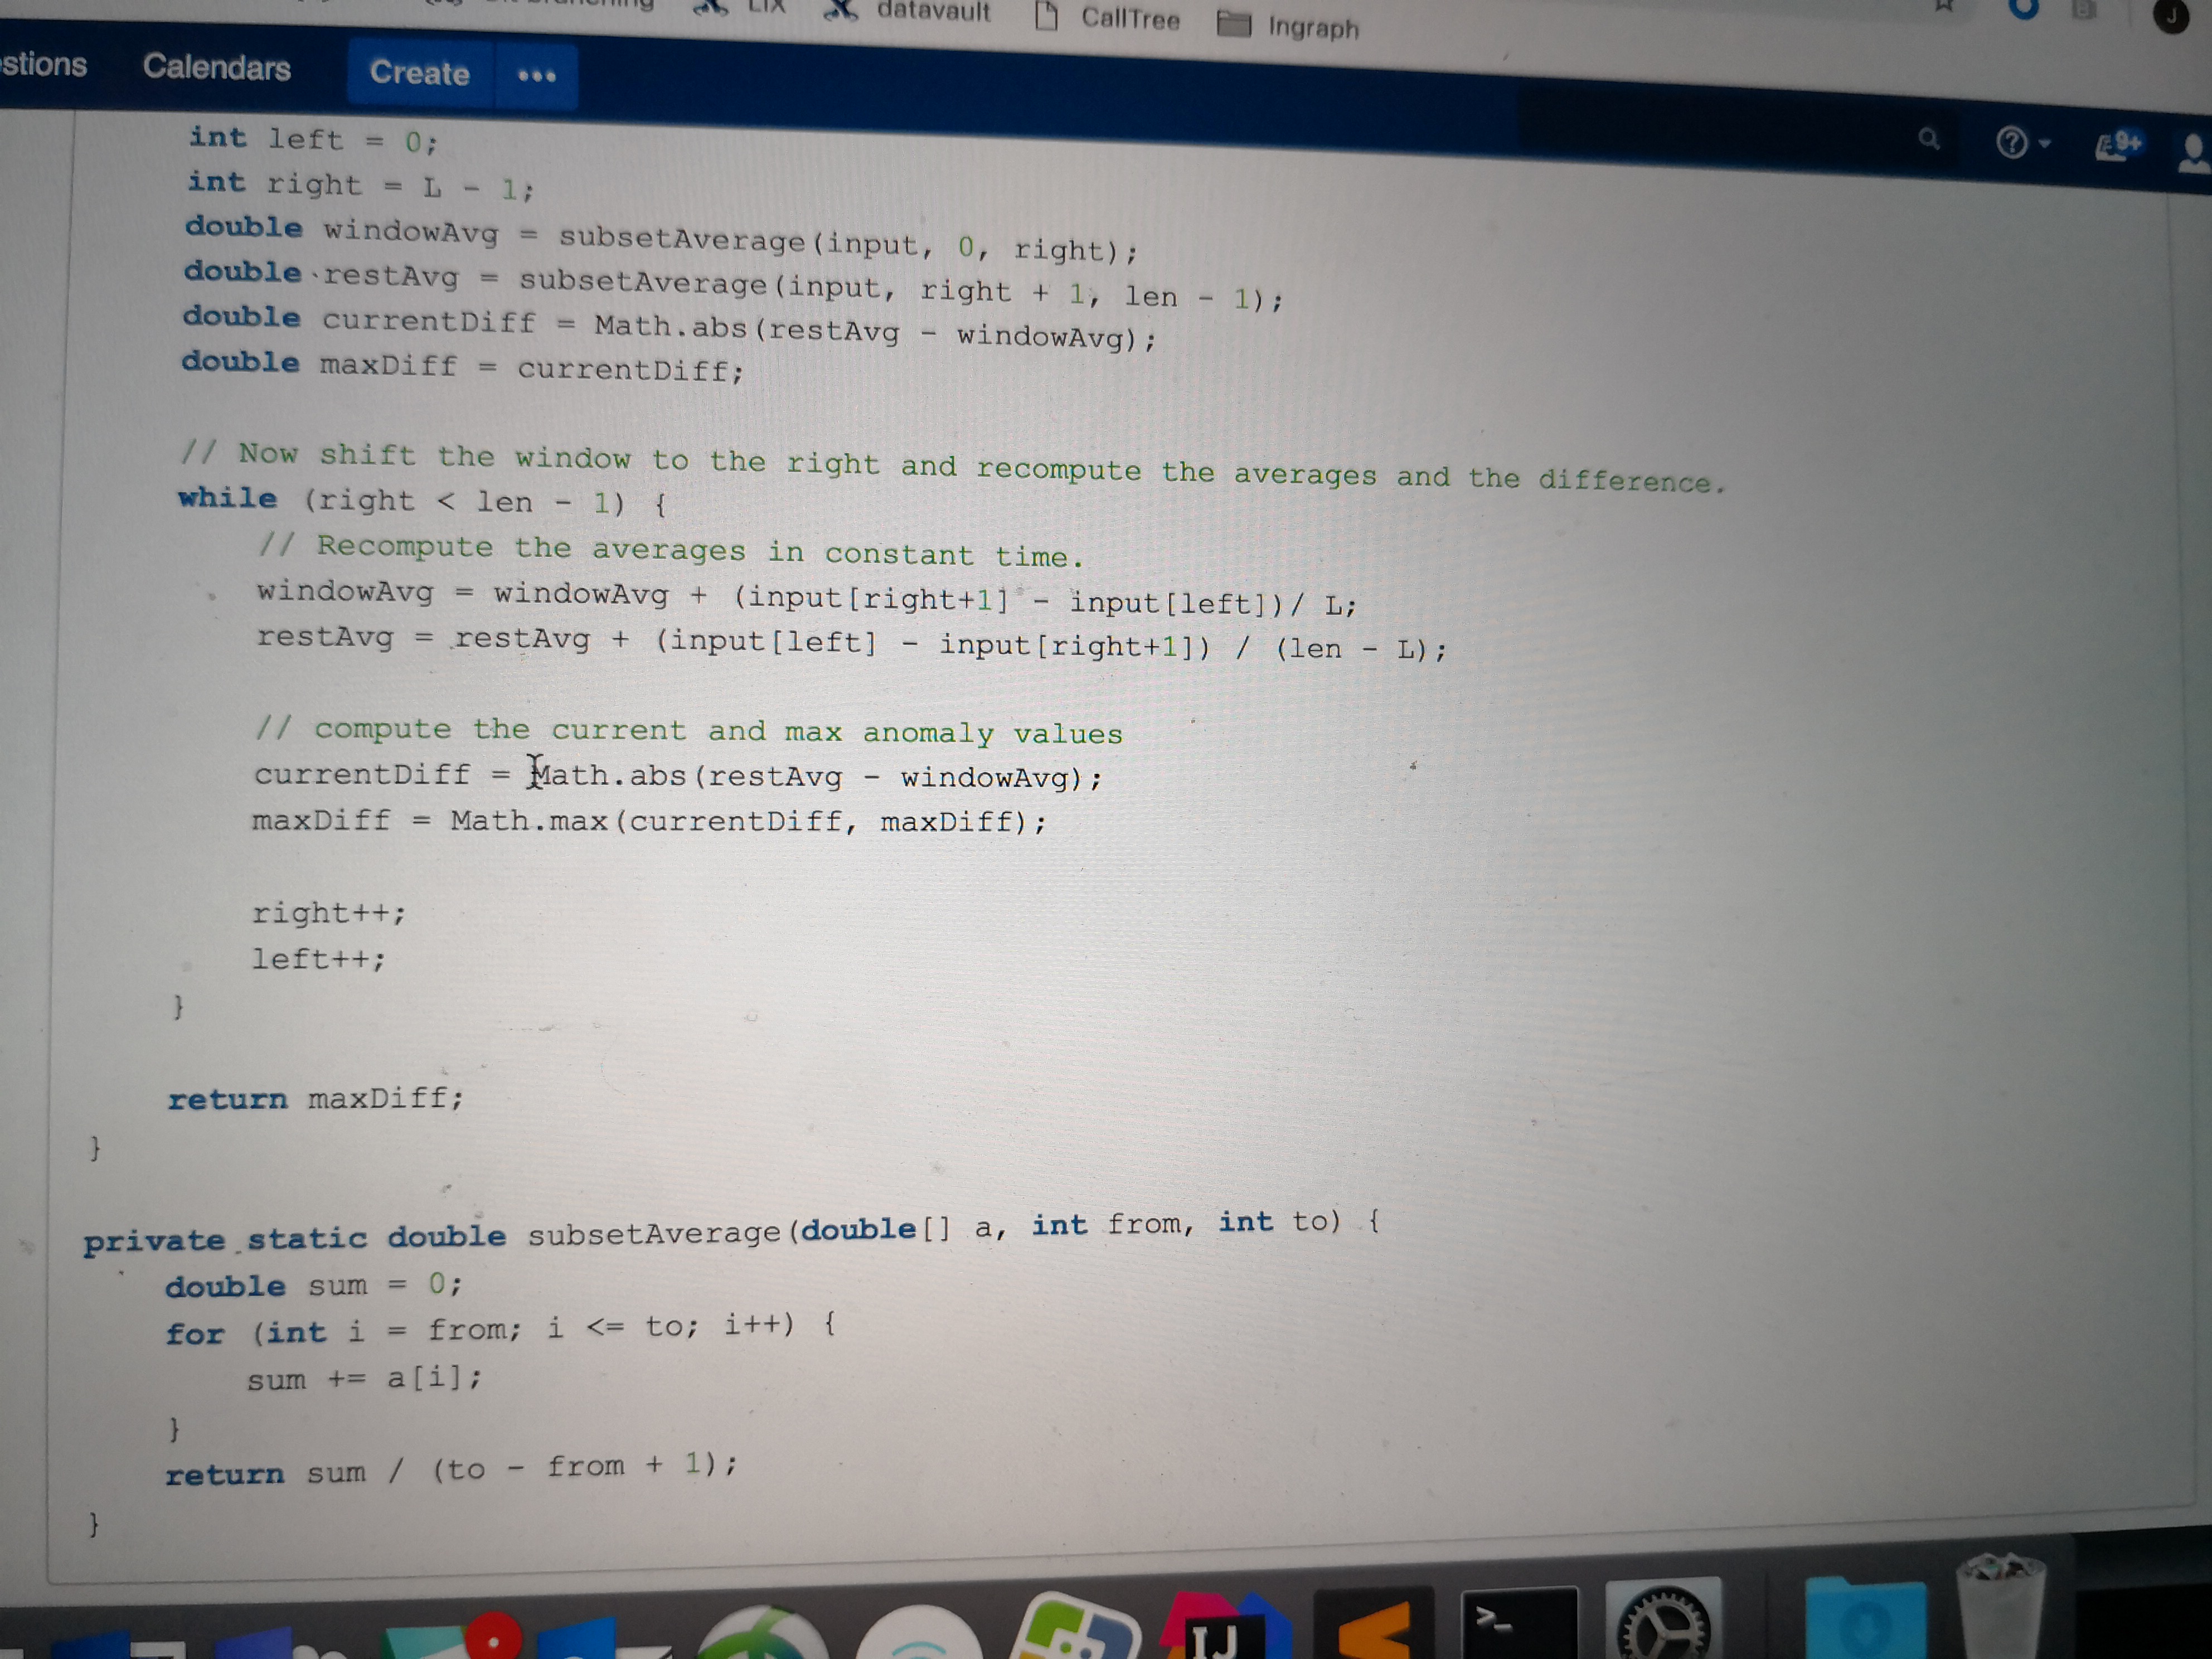 LIX datavault CallTree Ingraph
Calendars Create •••
9+
J
int left = 0;
int right = L - 1;
double windowAvg = subsetAverage(input, 0, right);
double restAvg = subsetAverage(input, right + 1, len - 1);
double currentDiff = Math.abs(restAvg - windowAvg);
double maxDiff = currentDiff;
// Now shift the window to the right and recompute the averages and the difference.
while (right < len - 1) {
// Recompute the averages in constant time.
windowAvg = windowAvg + (input[right+1] - input[left])/ L;
restAvg = restAvg + (input[left] - input[right+1]) / (len - L);
// compute the current and max anomaly values
currentDiff = Math.abs(restAvg - windowAvg);
maxDiff = Math.max(currentDiff, maxDiff);
right++;
left++;
}
return maxDiff;
}
private static double subsetAverage(double[] a, int from, int to) {
double sum = 0;
for (int i = from; i <= to; i++) {
sum += a[i];
}
return sum / (to - from + 1);
}
IJ
>_